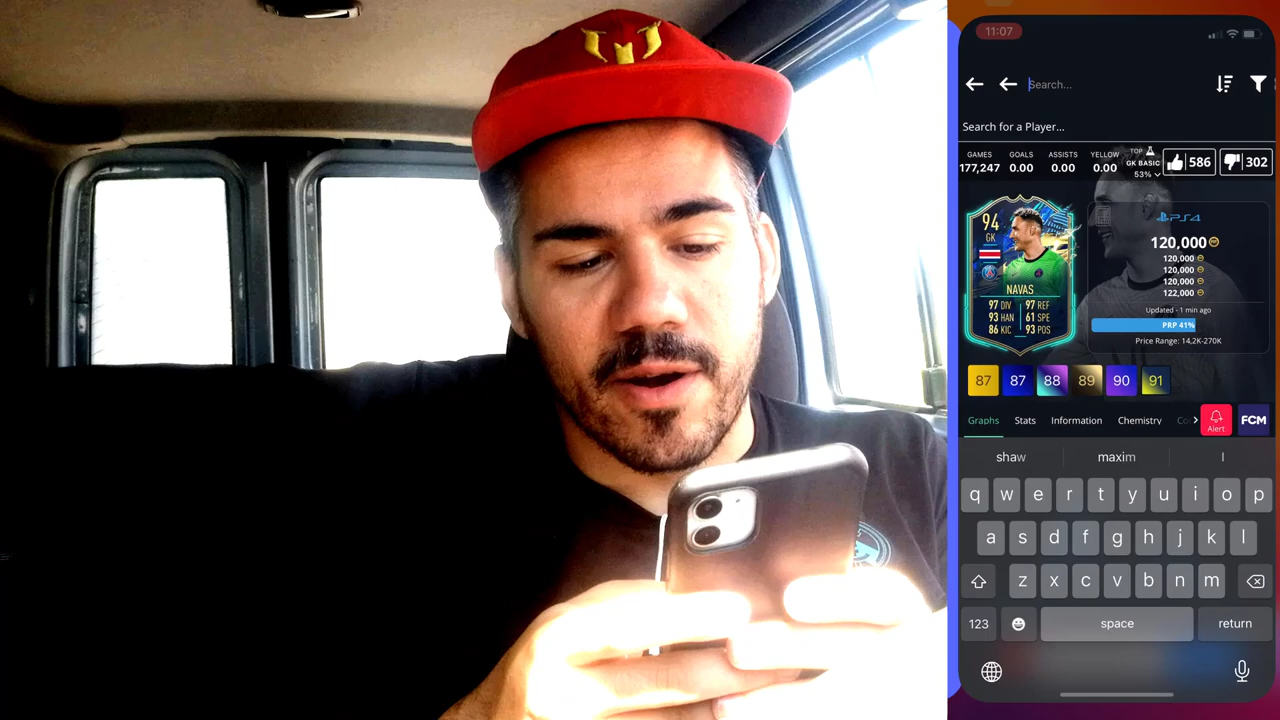 11:07
Search...
Search for a Player...
GAMES GOALS ASSISTS YELLOW TOP
177,247 0.00 0.00 0.00 GK BASIC 53%
586 302
94
GK
NAVAS
97 DIV 97 REF
93 HAN 61 SPE
86 KIC 93 POS
PS4
120,000
120,000
120,000
120,000
122,000
Updated - 1 min ago
PRP 41%
Price Range: 14,2K-270K
87 87 88 89 90 91
Graphs Stats Information Chemistry Alert FCM
shaw maxim I
q w e r t y u i o p
a s d f g h j k l
z x c v b n m
123 space return